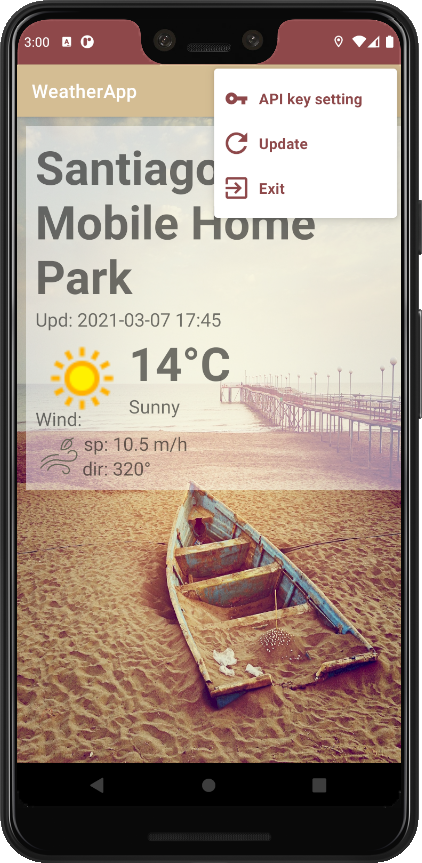 3:00
WeatherApp
API key setting
Update
Exit
Santiago
Mobile Home
Park
Upd: 2021-03-07 17:45
14°C
Sunny
Wind:
sp: 10.5 m/h
dir: 320°